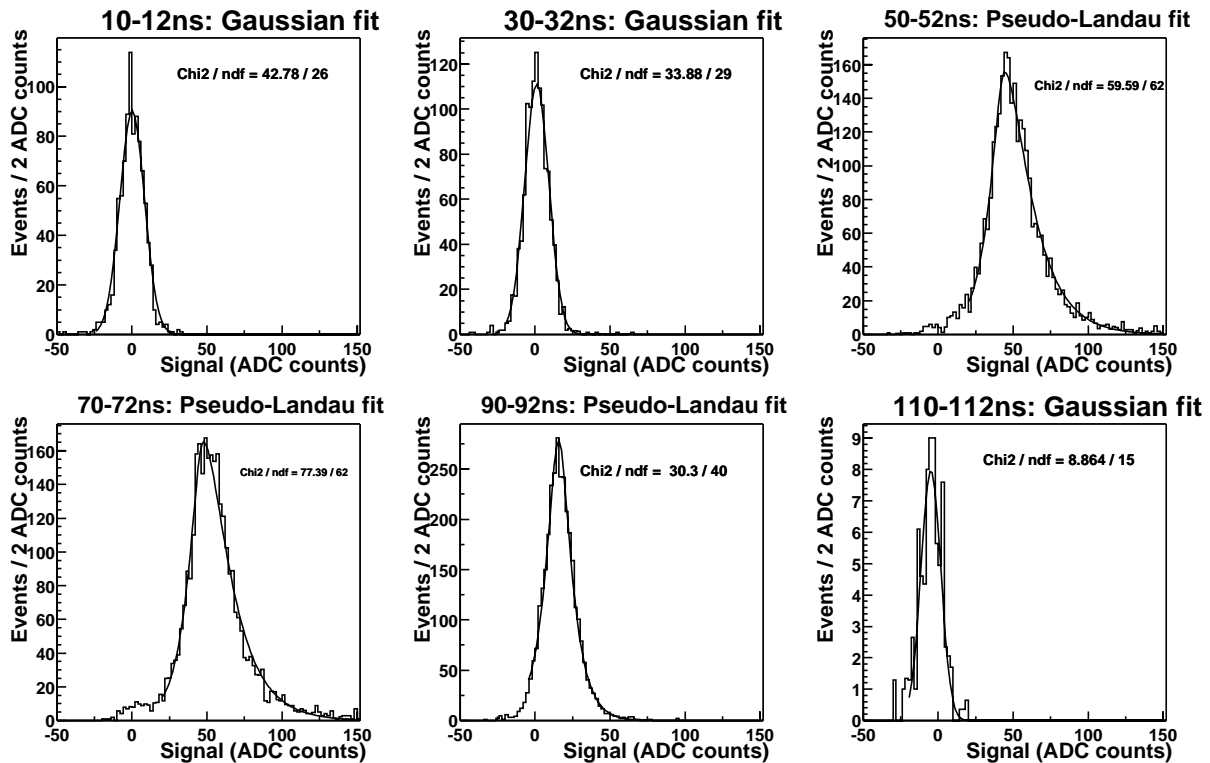 10-12ns: Gaussian fit
Events / 2 ADC counts
100
80
60
40
20
0
Chi2 / ndf = 42.78 / 26
-50 0 50 100 150
Signal (ADC counts)
30-32ns: Gaussian fit
Events / 2 ADC counts
120
100
80
60
40
20
0
Chi2 / ndf = 33.88 / 29
-50 0 50 100 150
Signal (ADC counts)
50-52ns: Pseudo-Landau fit
Events / 2 ADC counts
160
140
120
100
80
60
40
20
0
Chi2 / ndf = 59.59 / 62
-50 0 50 100 150
Signal (ADC counts)
70-72ns: Pseudo-Landau fit
Events / 2 ADC counts
160
140
120
100
80
60
40
20
0
Chi2 / ndf = 77.39 / 62
-50 0 50 100 150
Signal (ADC counts)
90-92ns: Pseudo-Landau fit
Events / 2 ADC counts
250
200
150
100
50
0
Chi2 / ndf = 30.3 / 40
-50 0 50 100 150
Signal (ADC counts)
110-112ns: Gaussian fit
Events / 2 ADC counts
9
8
7
6
5
4
3
2
1
0
Chi2 / ndf = 8.864 / 15
-50 0 50 100 150
Signal (ADC counts)